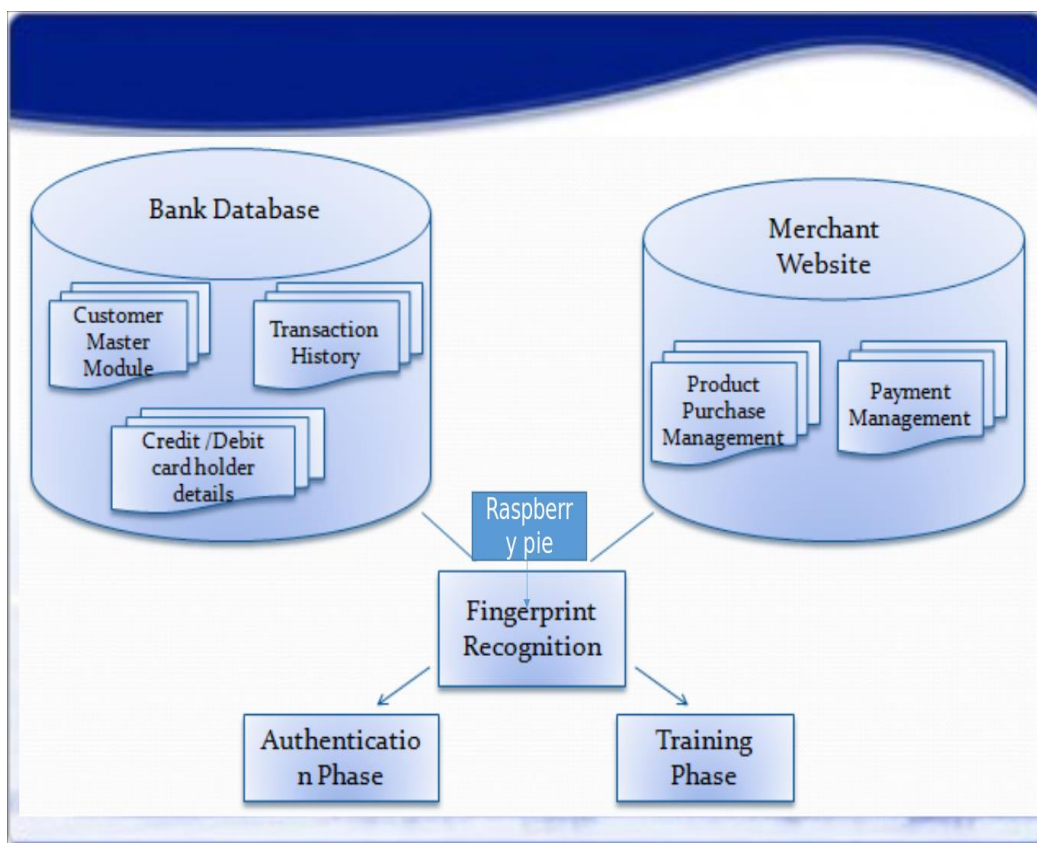 Bank Database
Customer
Master
Module
Transaction
History
Credit /Debit
card holder
details
Merchant
Website
Product
Purchase
Management
Payment
Management
Raspberr
y pie
Fingerprint
Recognition
Authenticatio
n Phase
Training
Phase